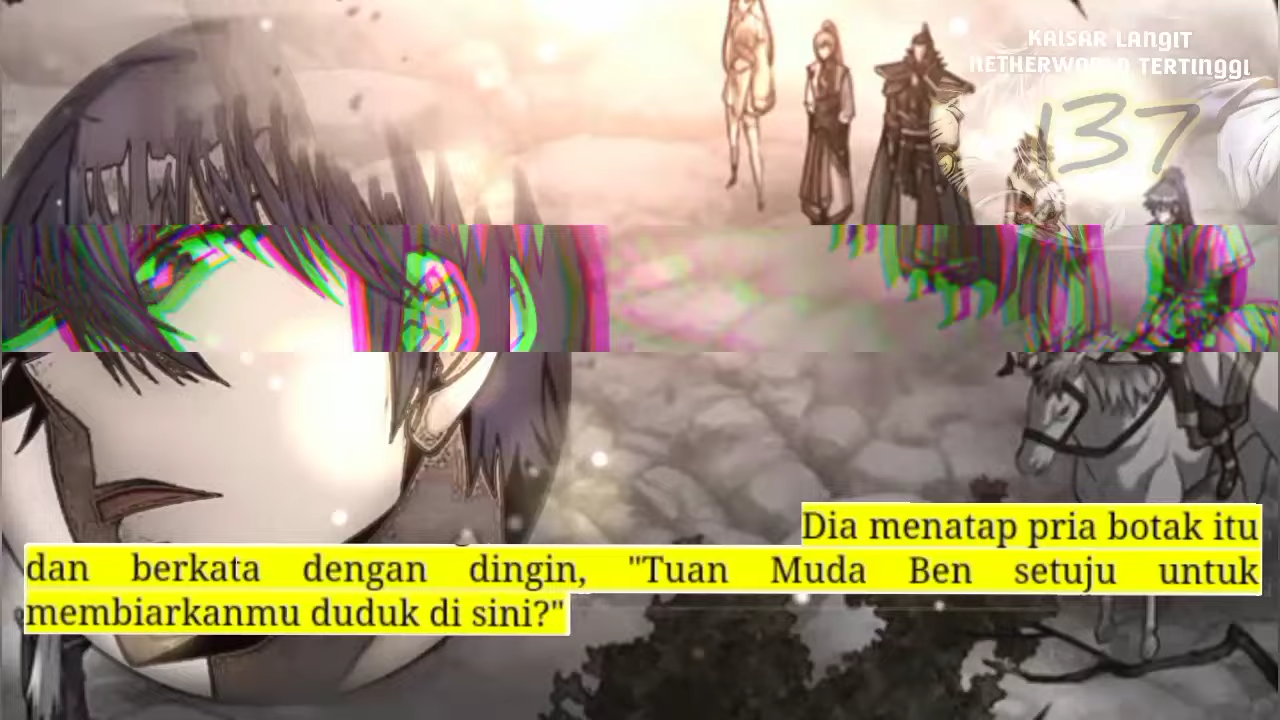 KAISAR LANGIT
NETHERWORLD TERTINGGI
137
Dia menatap pria botak itu
dan berkata dengan dingin, "Tuan Muda Ben setuju untuk
membiarkanmu duduk di sini?"